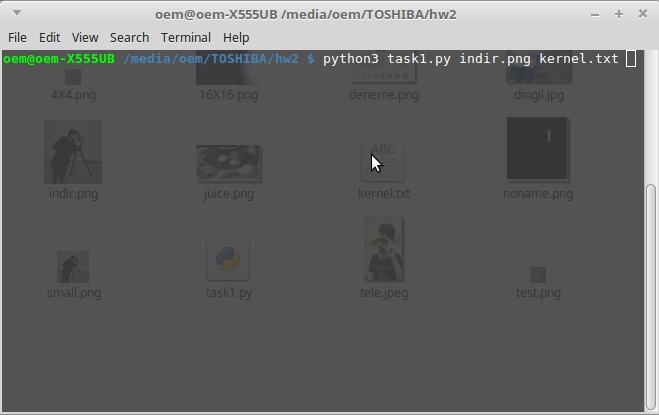 oem@oem-X555UB /media/oem/TOSHIBA/hw2
File Edit View Search Terminal Help
oem@oem-X555UB /media/oem/TOSHIBA/hw2 $ python3 task1.py indir.png kernel.txt
4X4.png 16X16.png deneme.png dingil.jpg
ABC
indir.png juice.png kernel.txt noname.png
small.png task1.py tele.jpeg test.png